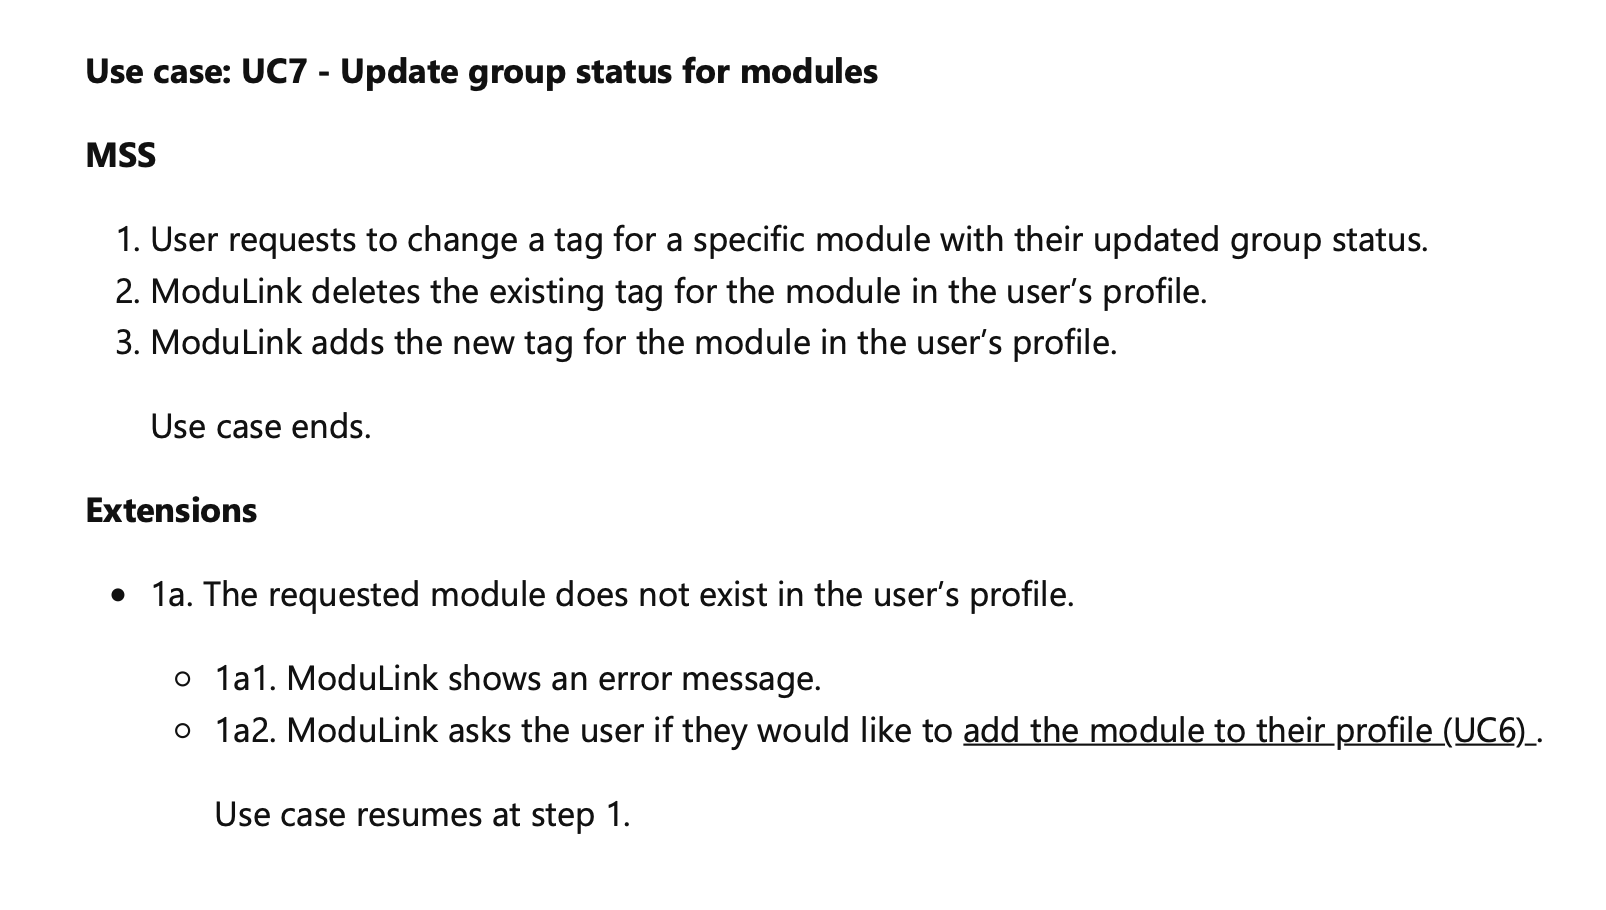 Use case: UC7 - Update group status for modules
MSS
1. User requests to change a tag for a specific module with their updated group status.
2. ModuLink deletes the existing tag for the module in the user’s profile.
3. ModuLink adds the new tag for the module in the user’s profile.
Use case ends.
Extensions
• 1a. The requested module does not exist in the user’s profile.
○ 1a1. ModuLink shows an error message.
○ 1a2. ModuLink asks the user if they would like to add the module to their profile (UC6) .
Use case resumes at step 1.